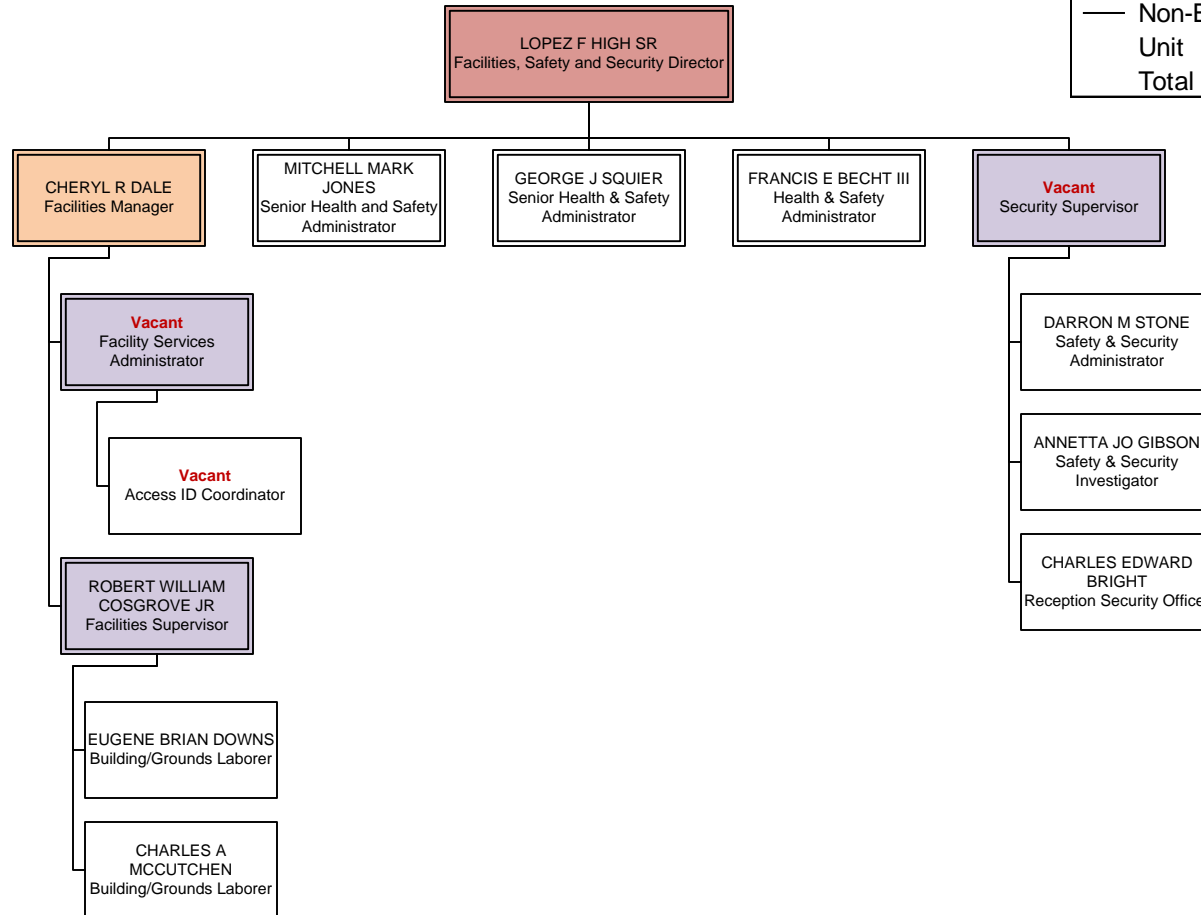 Non-E
Unit
Total
LOPEZ F HIGH SR
Facilities, Safety and Security Director
CHERYL R DALE
Facilities Manager
MITCHELL MARK
JONES
Senior Health and Safety
Administrator
GEORGE J SQUIER
Senior Health & Safety
Administrator
FRANCIS E BECHT III
Health & Safety
Administrator
Vacant
Security Supervisor
Vacant
Facility Services
Administrator
Vacant
Access ID Coordinator
ROBERT WILLIAM
COSGROVE JR
Facilities Supervisor
EUGENE BRIAN DOWNS
Building/Grounds Laborer
CHARLES A
MCCUTCHEN
Building/Grounds Laborer
DARRON M STONE
Safety & Security
Administrator
ANNETTA JO GIBSON
Safety & Security
Investigator
CHARLES EDWARD
BRIGHT
Reception Security Office